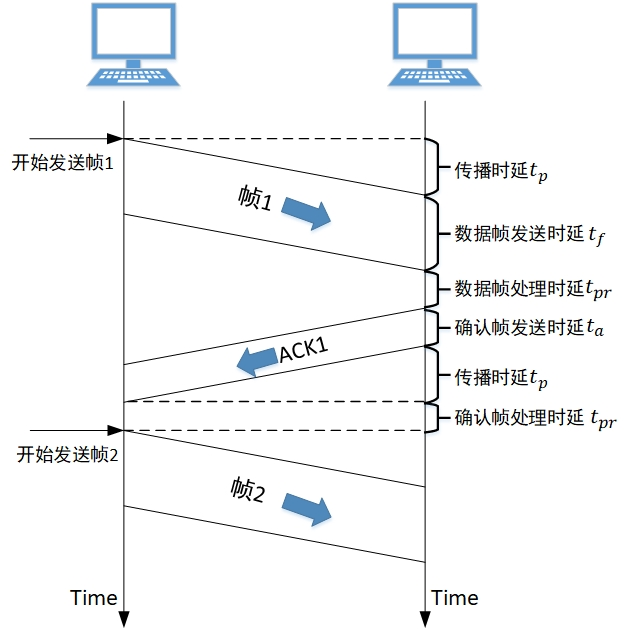 开始发送帧1
传播时延tp
帧1
数据帧发送时延 tf
数据帧处理时延tpr
确认帧发送时延ta
ACK1
传播时延tp
确认帧处理时延 tpr
开始发送帧2
帧2
Time
Time